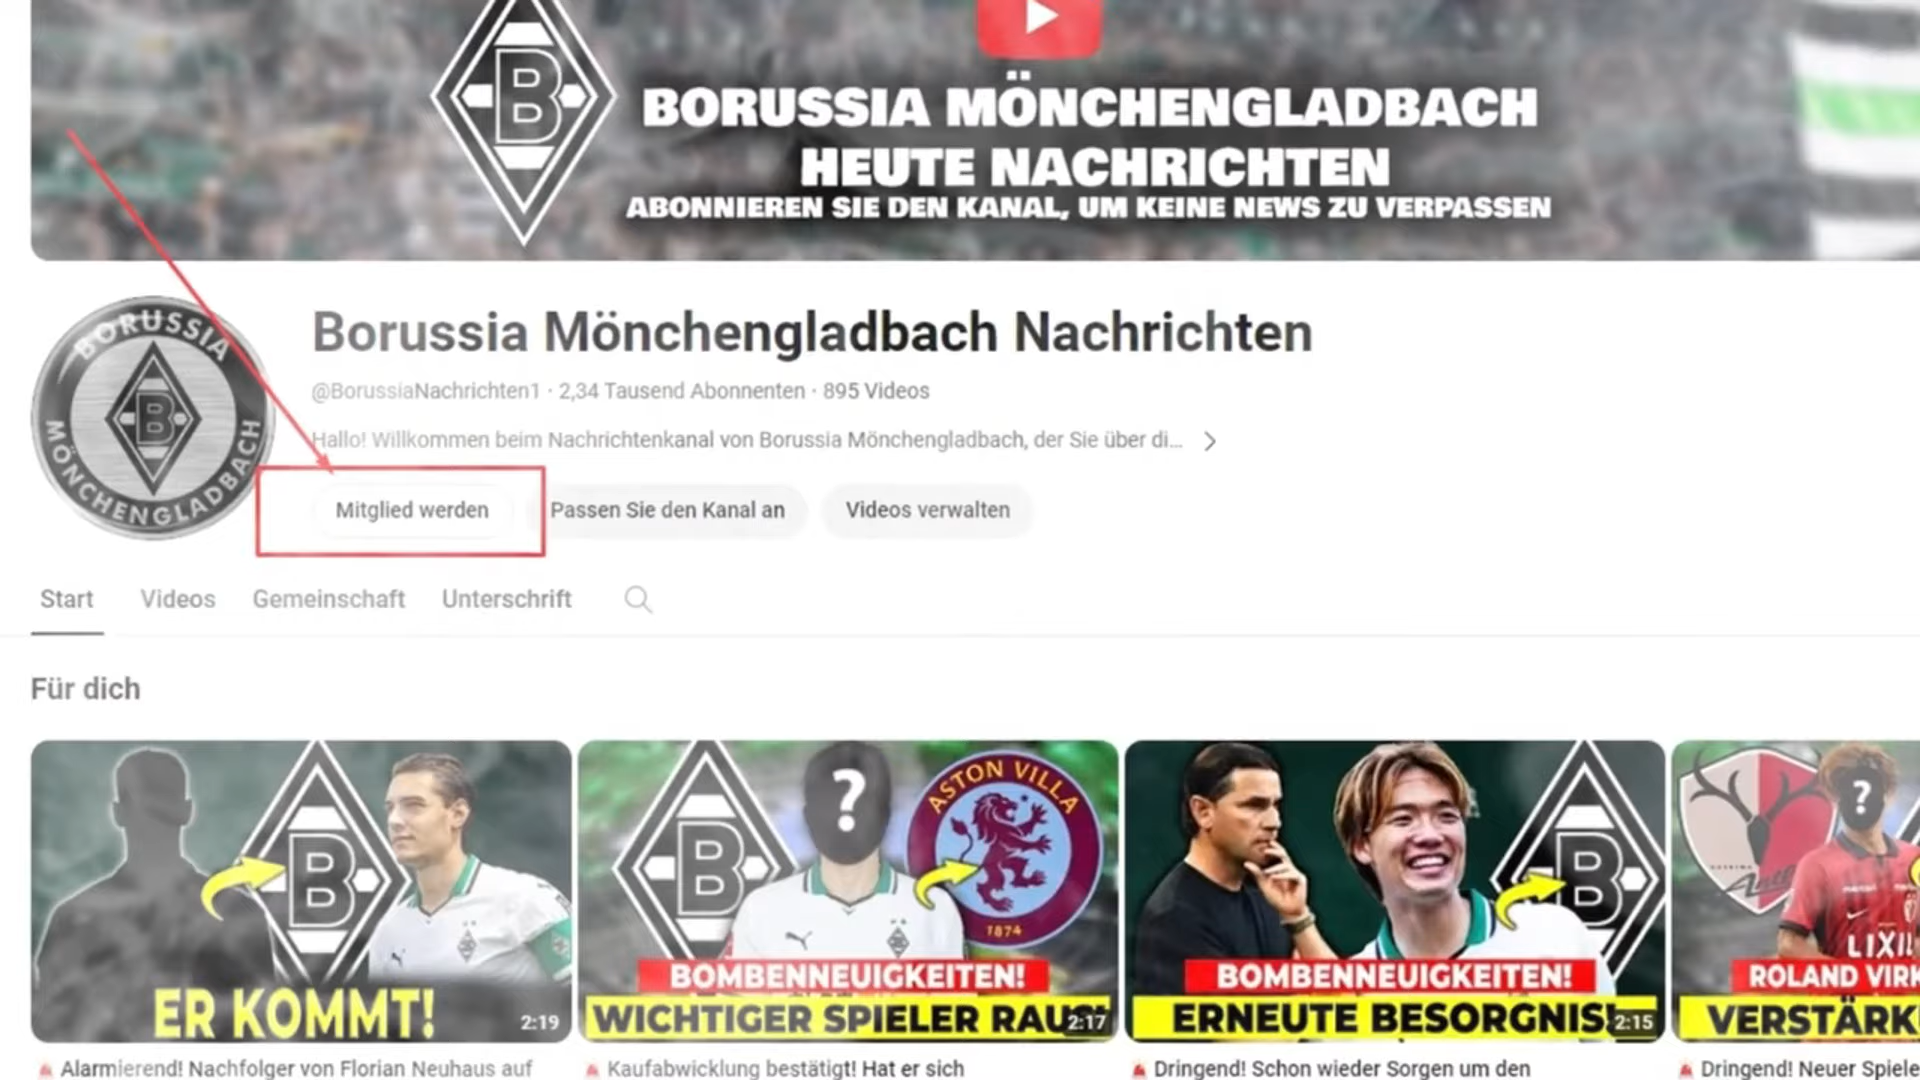 B
BORUSSIA MÖNCHENGLADBACH
HEUTE NACHRICHTEN
ABONNIEREN SIE DEN KANAL, UM KEINE NEWS ZU VERPASSEN
BORUSSIA
B
MÖNCHENGLADBACH
Borussia Mönchengladbach Nachrichten
@BorussiaNachrichten1 · 2,34 Tausend Abonnenten · 895 Videos
Hallo! Willkommen beim Nachrichtenkanal von Borussia Mönchengladbach, der Sie über di...
Mitglied werden
Passen Sie den Kanal an
Videos verwalten
Start
Videos
Gemeinschaft
Unterschrift
Für dich
B
ER KOMMT!
2:19
B
?
ASTON VILLA
1874
BOMBENNEUIGKEITEN!
WICHTIGER SPIELER RAUS!
2:17
B
BOMBENNEUIGKEITEN!
ERNEUTE BESORGNIS!
2:15
?
LIXIL
ROLAND VIRK
VERSTÄRK
Alarmierend! Nachfolger von Florian Neuhaus auf
Kaufabwicklung bestätigt! Hat er sich
Dringend! Schon wieder Sorgen um den
Dringend! Neuer Spiele